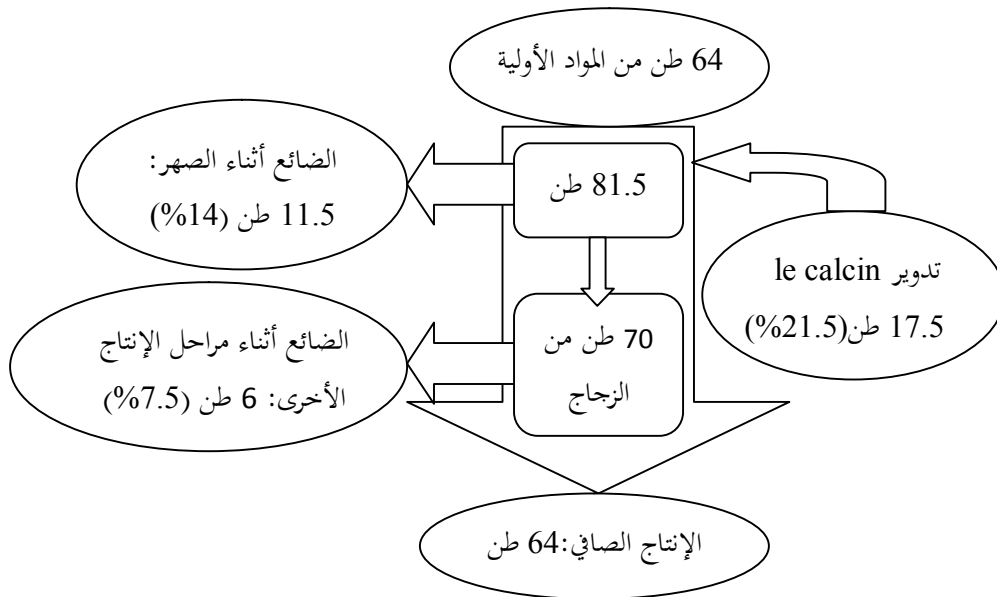 64 طن من المواد الأولية
الضائع أثناء الصهر:
11.5 طن (14%)
81.5 طن
تدوير le calcin
17.5 طن(21.5%)
الضائع أثناء مراحل الإنتاج
الأخرى: 6 طن (7.5%)
70 طن من
الزجاج
الإنتاج الصافي:64 طن